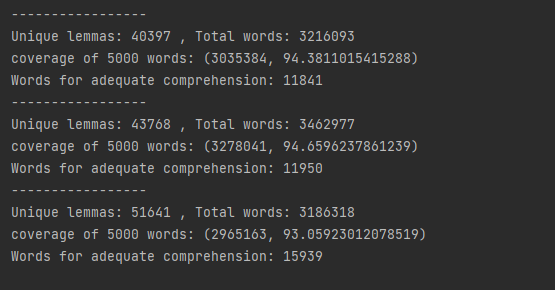 -----------------
Unique lemmas: 40397 , Total words: 3216093
coverage of 5000 words: (3035384, 94.3811015415288)
Words for adequate comprehension: 11841
-----------------
Unique lemmas: 43768 , Total words: 3462977
coverage of 5000 words: (3278041, 94.6596237861239)
Words for adequate comprehension: 11950
-----------------
Unique lemmas: 51641 , Total words: 3186318
coverage of 5000 words: (2965163, 93.05923012078519)
Words for adequate comprehension: 15939